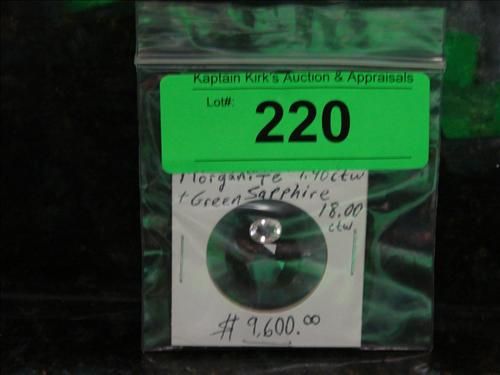 Kaptain Kirk's Auction & Appraisals
Lot#:
220
Morganite 1.40ctw
+Green Sapphire
18.00
ctw
# 9,600.00